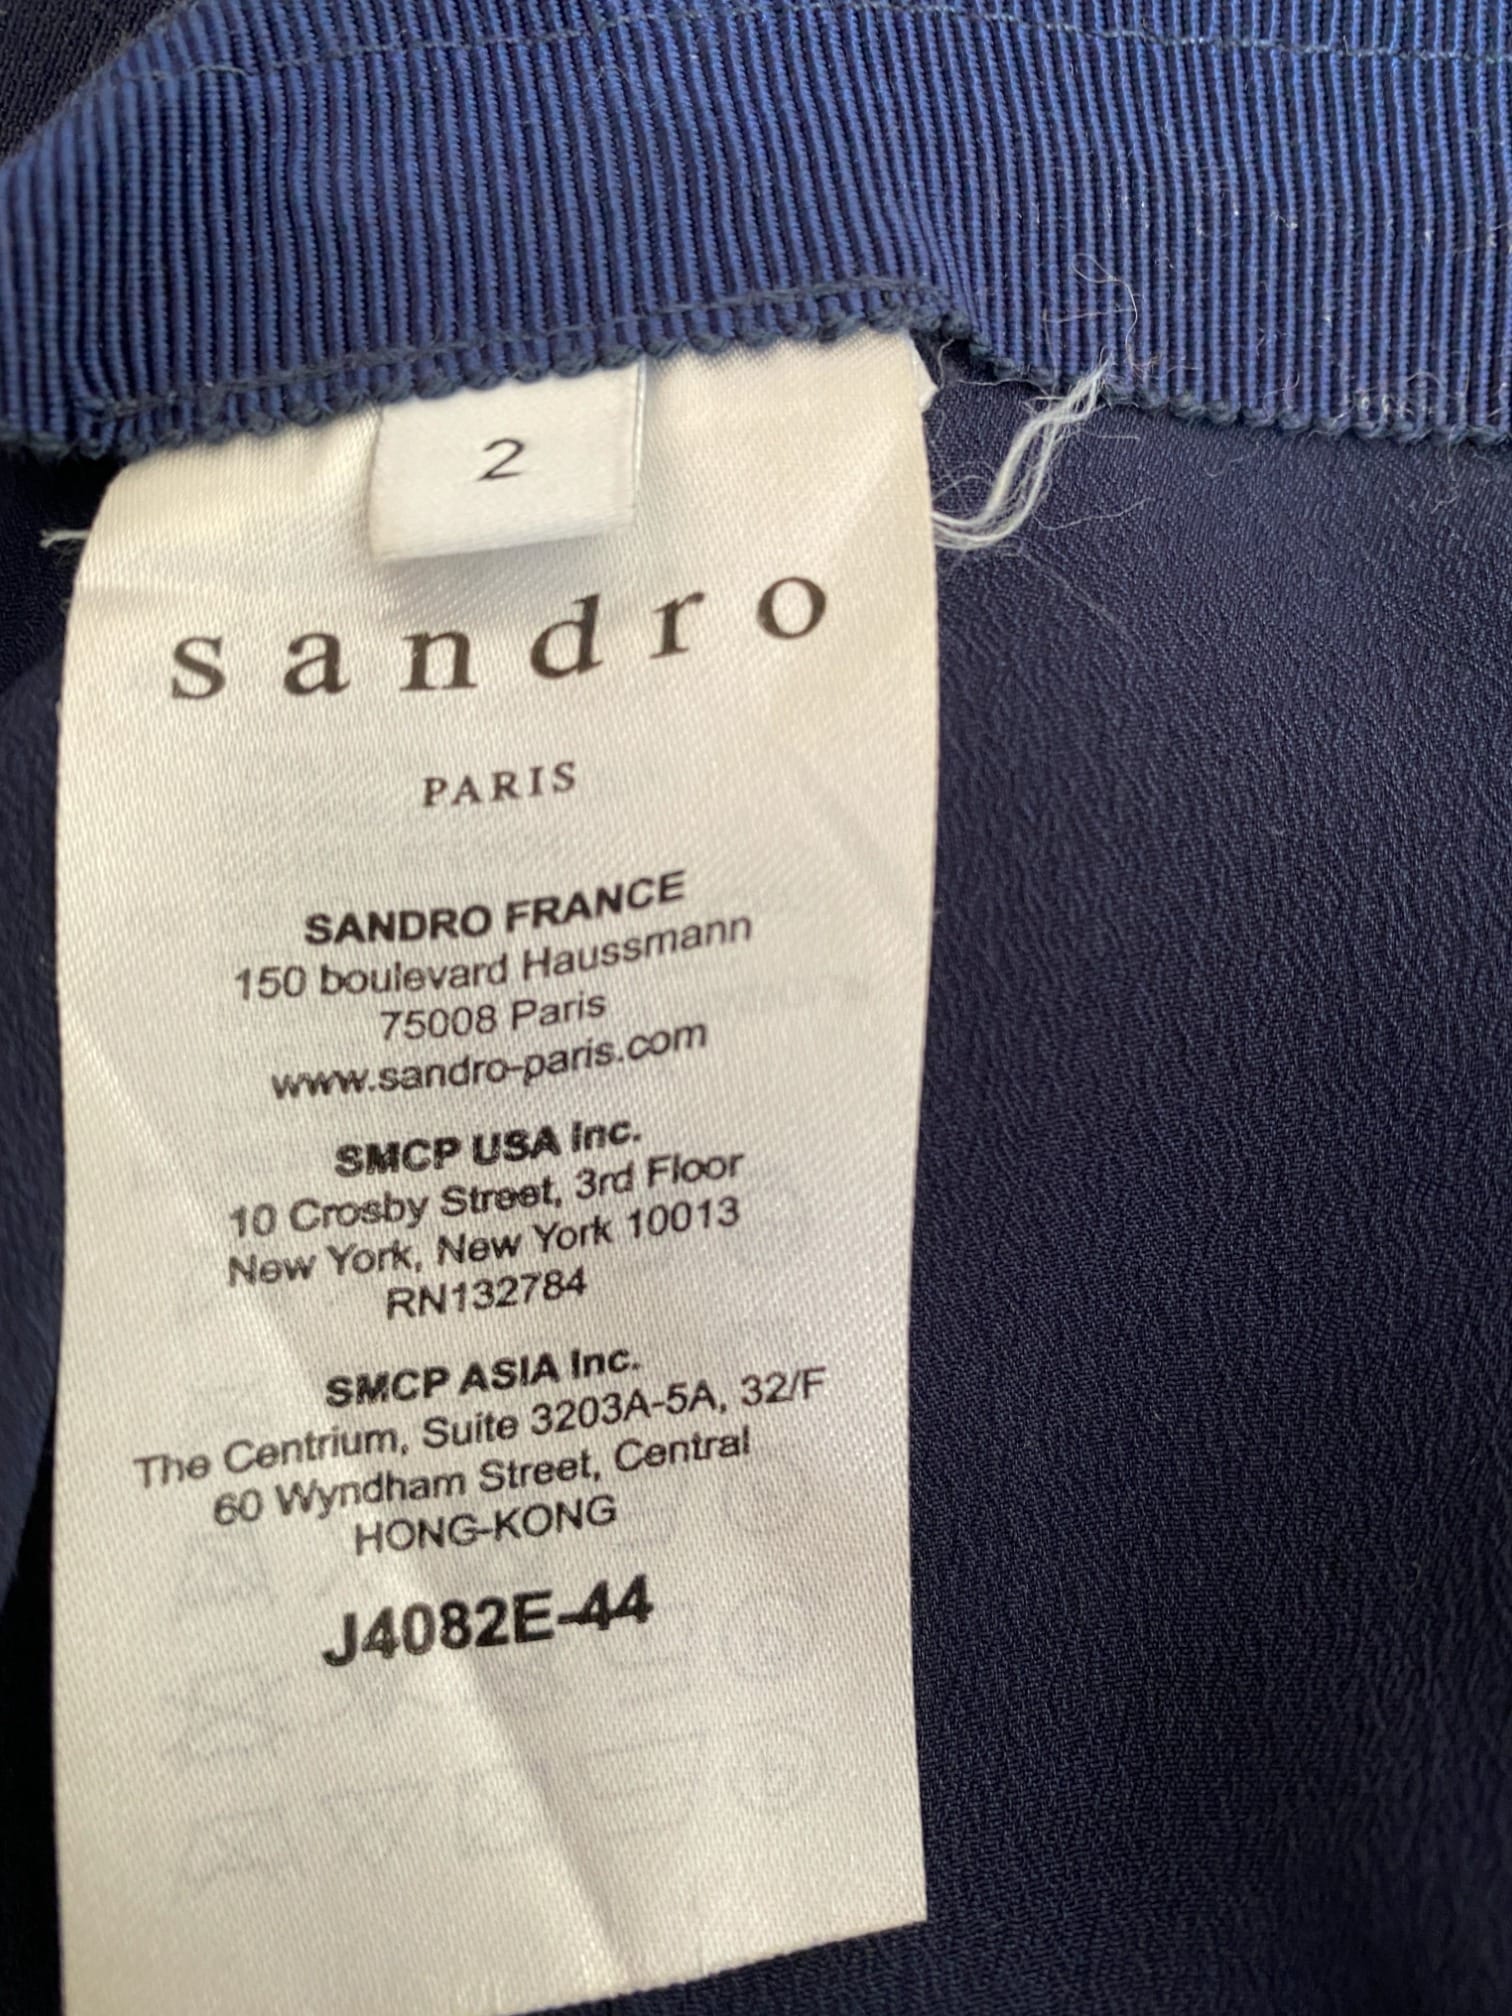 2
sandro
PARIS
SANDRO FRANCE
150 boulevard Haussmann
75008 Paris
www.sandro-paris.com
SMCP USA Inc.
10 Crosby Street, 3rd Floor
New York, New York 10013
RN132784
SMCP ASIA Inc.
The Centrium, Suite 3203A-5A, 32/F
60 Wyndham Street, Central
HONG-KONG
J4082E-44